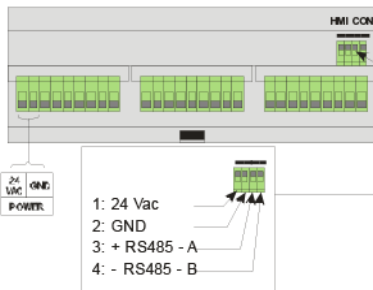 HMI CON
24 VAC GND
POWER
1: 24 Vac
2: GND
3: + RS485 - A
4: - RS485 - B